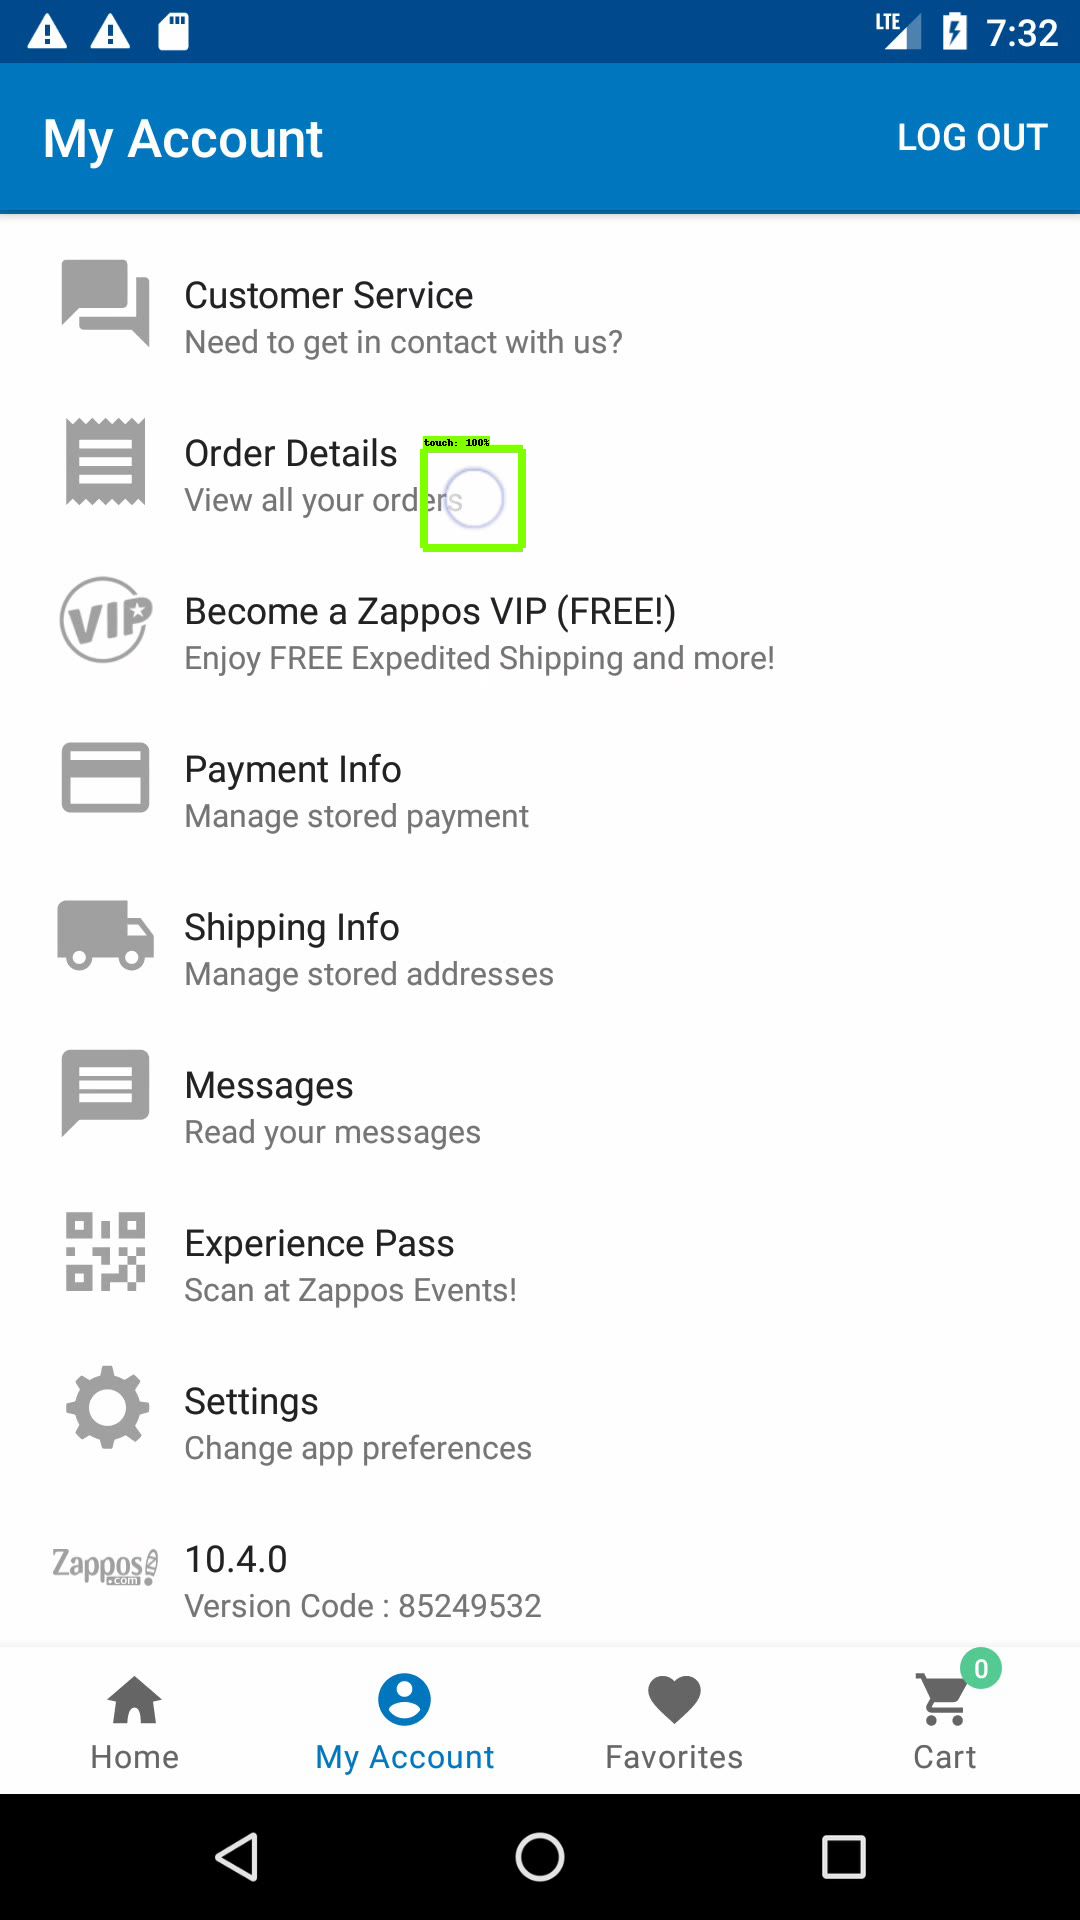 LTE 7:32
My Account LOG OUT
Customer Service
Need to get in contact with us?
touch: 100%
Order Details
View all your orders
VIP
Become a Zappos VIP (FREE!)
Enjoy FREE Expedited Shipping and more!
Payment Info
Manage stored payment
Shipping Info
Manage stored addresses
Messages
Read your messages
Experience Pass
Scan at Zappos Events!
Settings
Change app preferences
Zappos
.com
10.4.0
Version Code : 85249532
0
Home My Account Favorites Cart